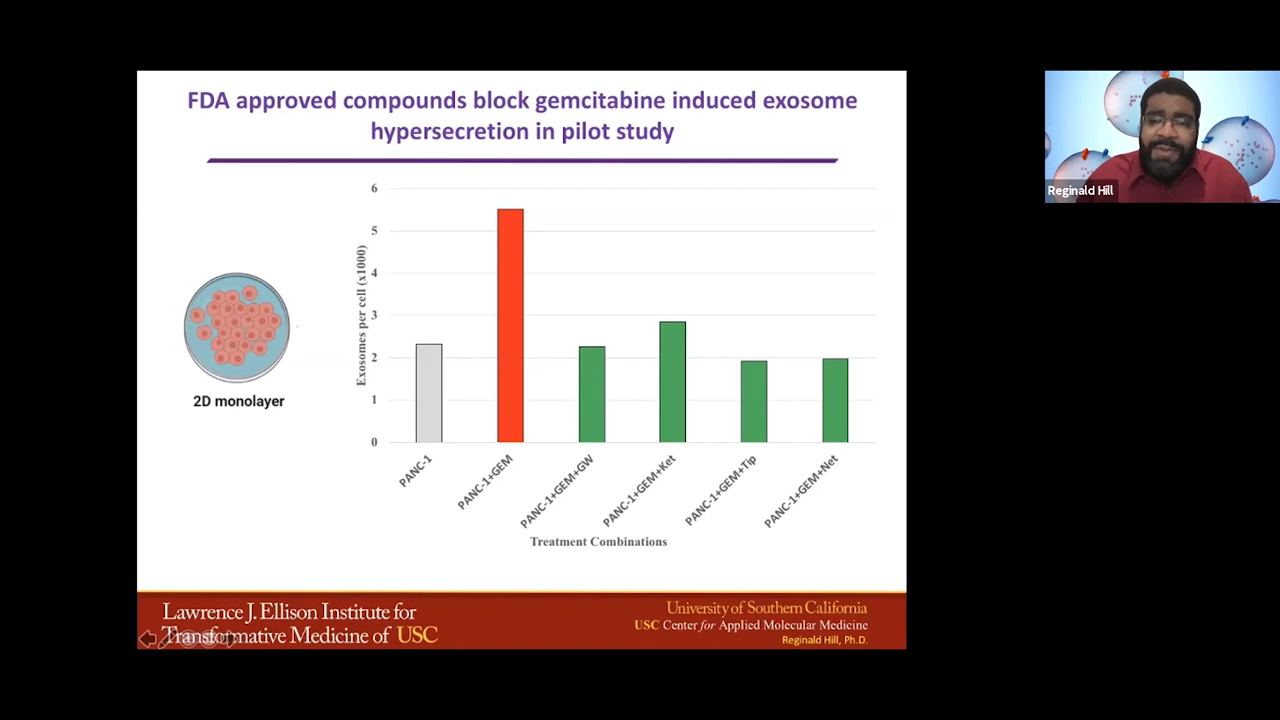 FDA approved compounds block gemcitabine induced exosome
hypersecretion in pilot study
Reginald Hill
6
5
4
3
2
1
0
Exosomes per cell (x1000)
2D monolayer
PANC-1
PANC-1+GEM
PANC-1+GEM+GW
PANC-1+GEM+Ket
PANC-1+GEM+Tip
PANC-1+GEM+Net
Treatment Combinations
Lawrence J. Ellison Institute for
Transformative Medicine of USC
University of Southern California
USC Center for Applied Molecular Medicine
Reginald Hill, Ph.D.